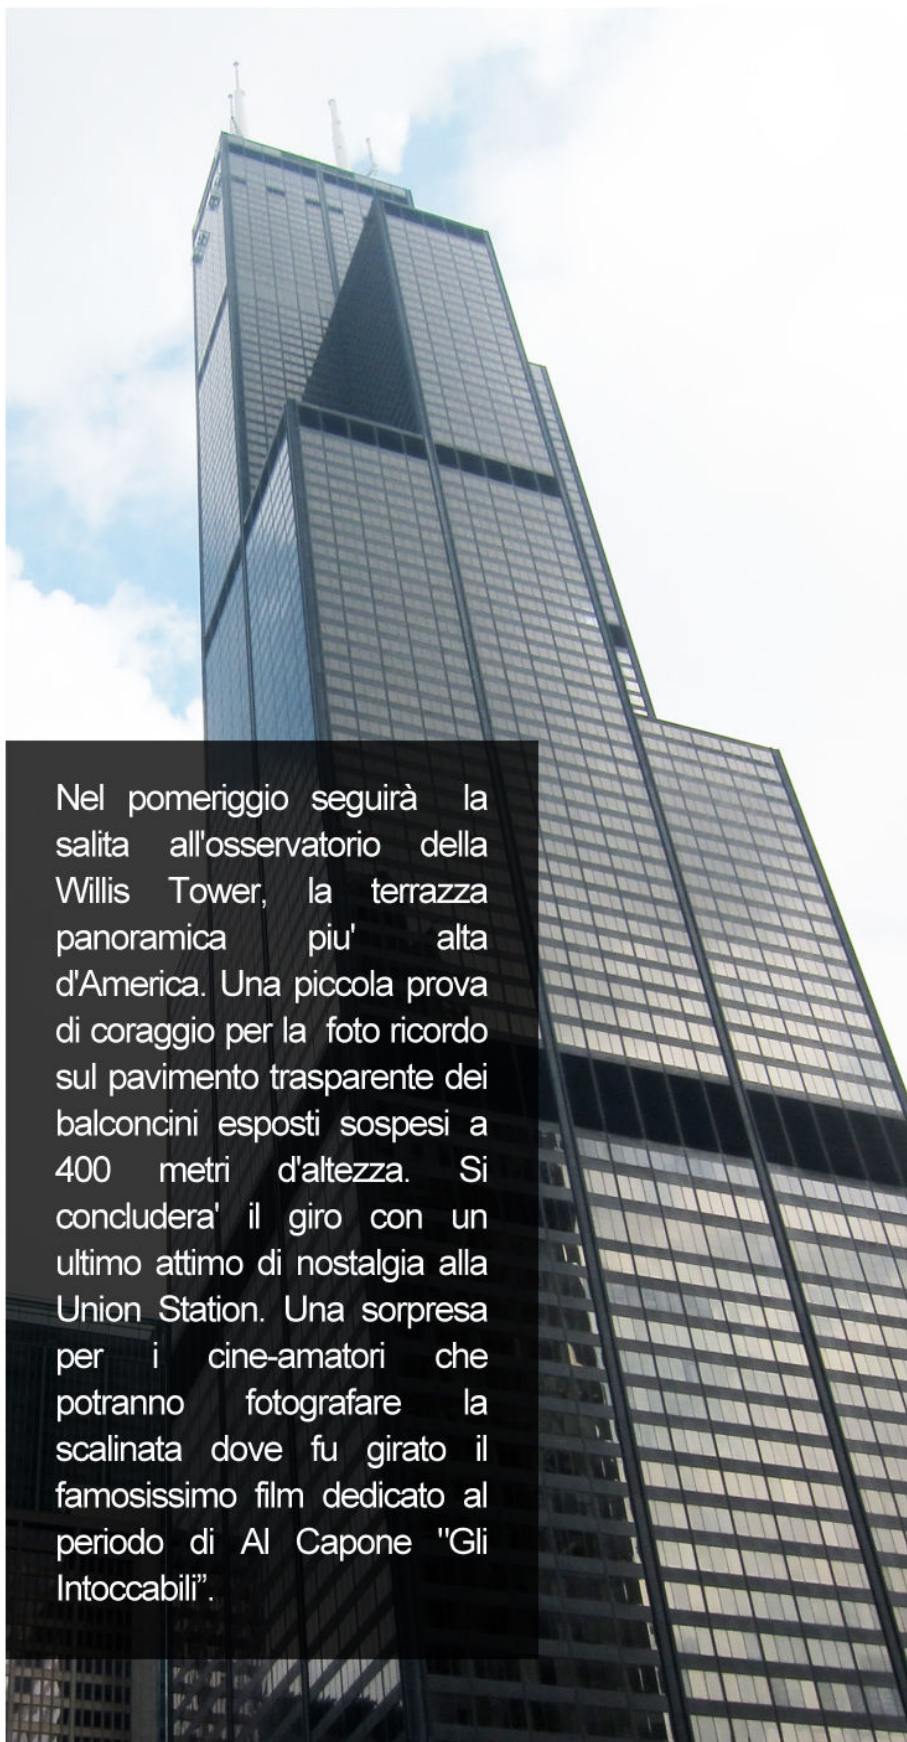 Nel pomeriggio seguirà la
salita all'osservatorio della
Willis Tower, la terrazza
panoramica piu' alta
d'America. Una piccola prova
di coraggio per la foto ricordo
sul pavimento trasparente dei
balconcini esposti sospesi a
400 metri d'altezza. Si
concludera' il giro con un
ultimo attimo di nostalgia alla
Union Station. Una sorpresa
per i cine-amatori che
potranno fotografare la
scalinata dove fu girato il
famosissimo film dedicato al
periodo di Al Capone "Gli
Intoccabili”.